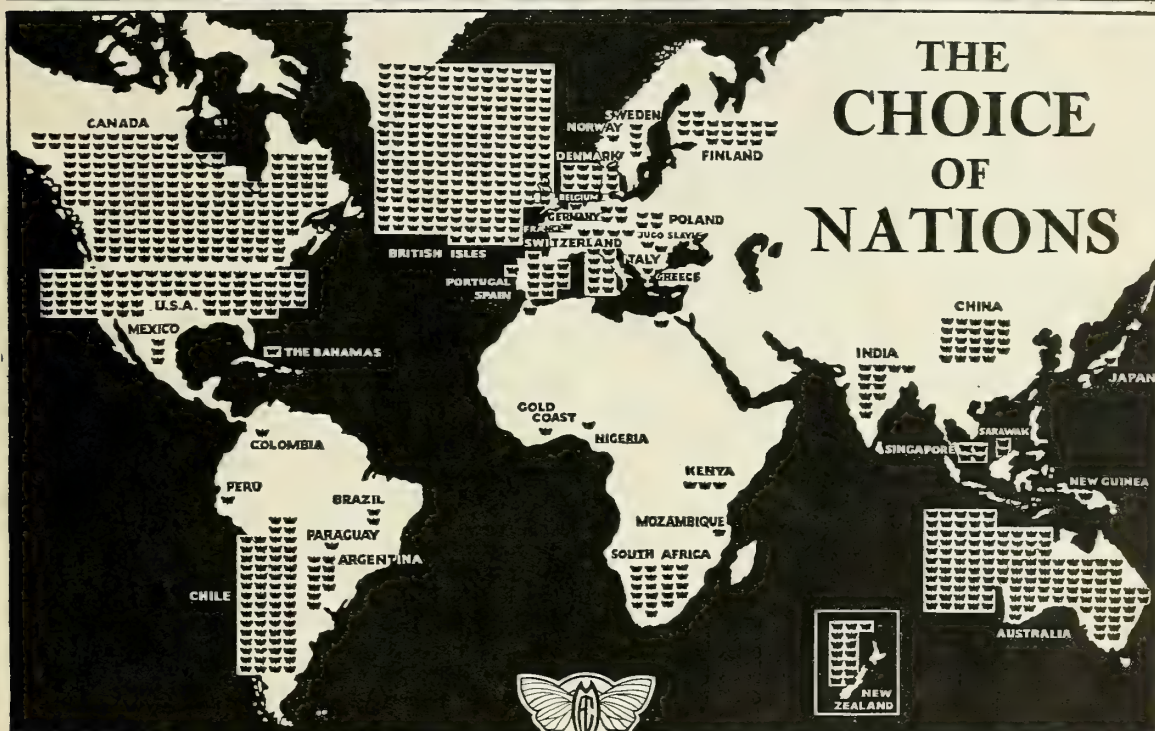 THE
CHOICE
OF
NATIONS
CANADA
U.S.A.
MEXICO
THE BAHAMAS
COLOMBIA
PERU
BRAZIL
PARAGUAY
ARGENTINA
CHILE
BRITISH ISLES
NORWAY
SWEDEN
FINLAND
DENMARK
BELGIUM
GERMANY
POLAND
FRANCE
JUGO SLAVIA
SWITZERLAND
ITALY
GREECE
PORTUGAL
SPAIN
GOLD
COAST
NIGERIA
KENYA
MOZAMBIQUE
SOUTH AFRICA
INDIA
CHINA
JAPAN
SINGAPORE
SARAWAK
NEW GUINEA
AUSTRALIA
NEW
ZEALAND